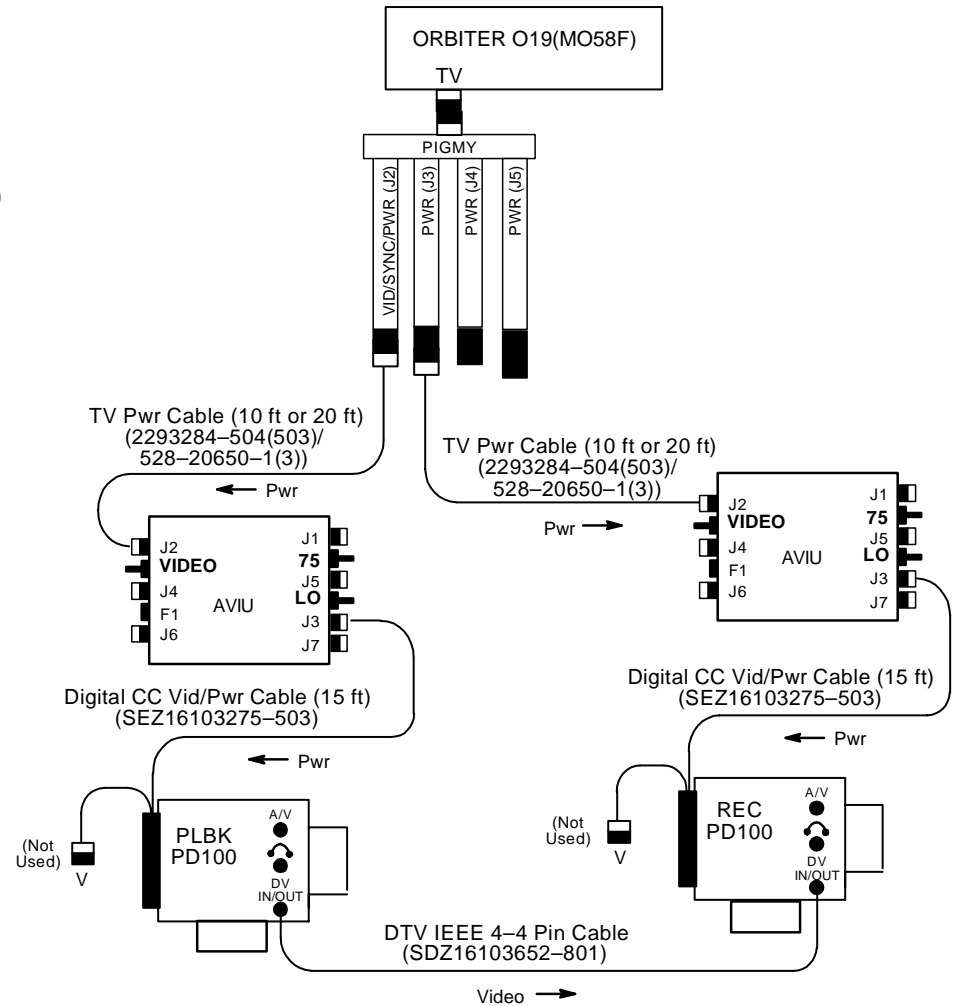 ORBITER O19(MO58F)
TV
PIGMY
VID/SYNC/PWR (J2)
PWR (J3)
PWR (J4)
PWR (J5)
TV Pwr Cable (10 ft or 20 ft)
(2293284–504(503)/
528–20650–1(3))
Pwr
TV Pwr Cable (10 ft or 20 ft)
(2293284–504(503)/
528–20650–1(3))
Pwr
J2
VIDEO
J4
F1
J6
AVIU
J1
75
J5
LO
J3
J7
J2
VIDEO
J4
F1
J6
AVIU
J1
75
J5
LO
J3
J7
Digital CC Vid/Pwr Cable (15 ft)
(SEZ16103275–503)
Pwr
Digital CC Vid/Pwr Cable (15 ft)
(SEZ16103275–503)
Pwr
(Not
Used)
V
PLBK
PD100
A/V
DV
IN/OUT
(Not
Used)
V
REC
PD100
A/V
DV
IN/OUT
DTV IEEE 4–4 Pin Cable
(SDZ16103652–801)
Video